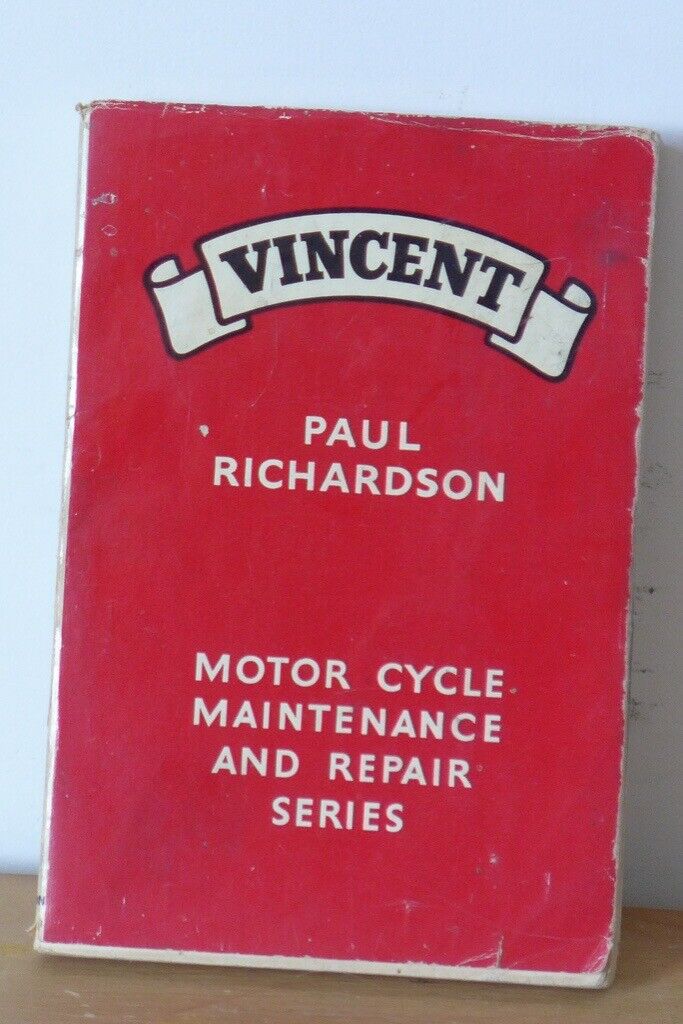 VINCENT
PAUL
RICHARDSON
MOTOR CYCLE
MAINTENANCE
AND REPAIR
SERIES